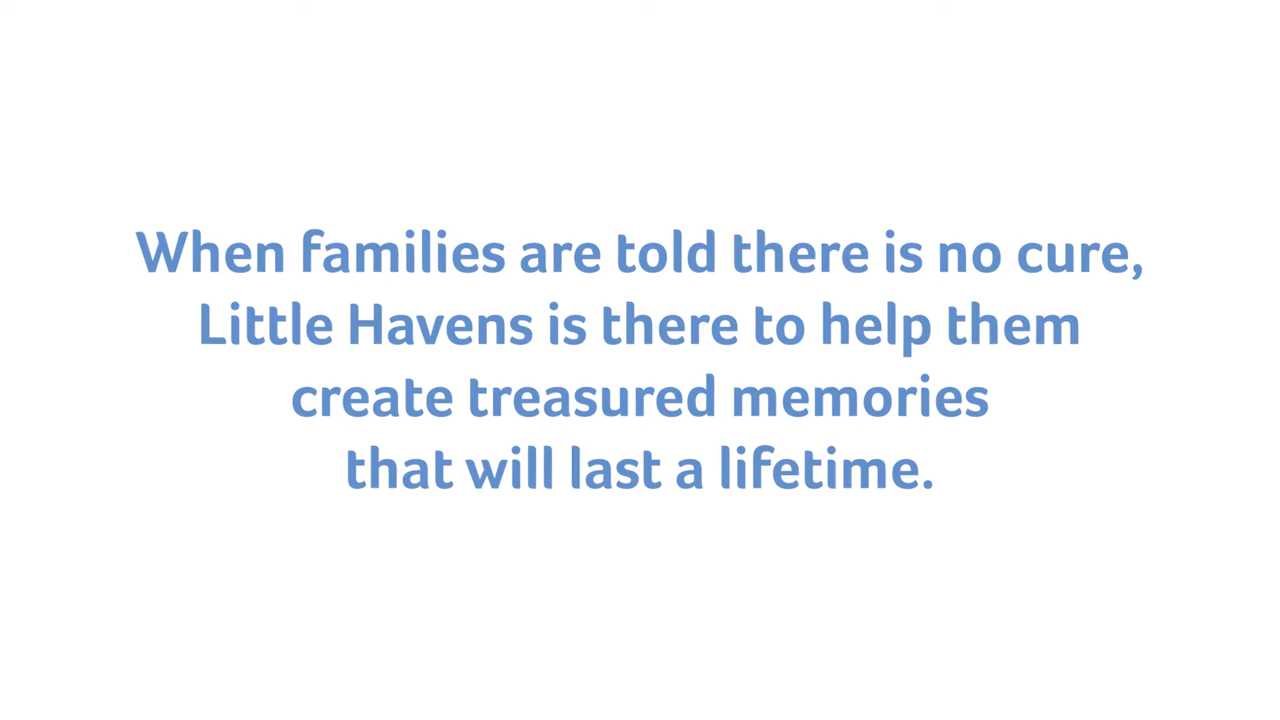 When families are told there is no cure,
Little Havens is there to help them
create treasured memories
that will last a lifetime.